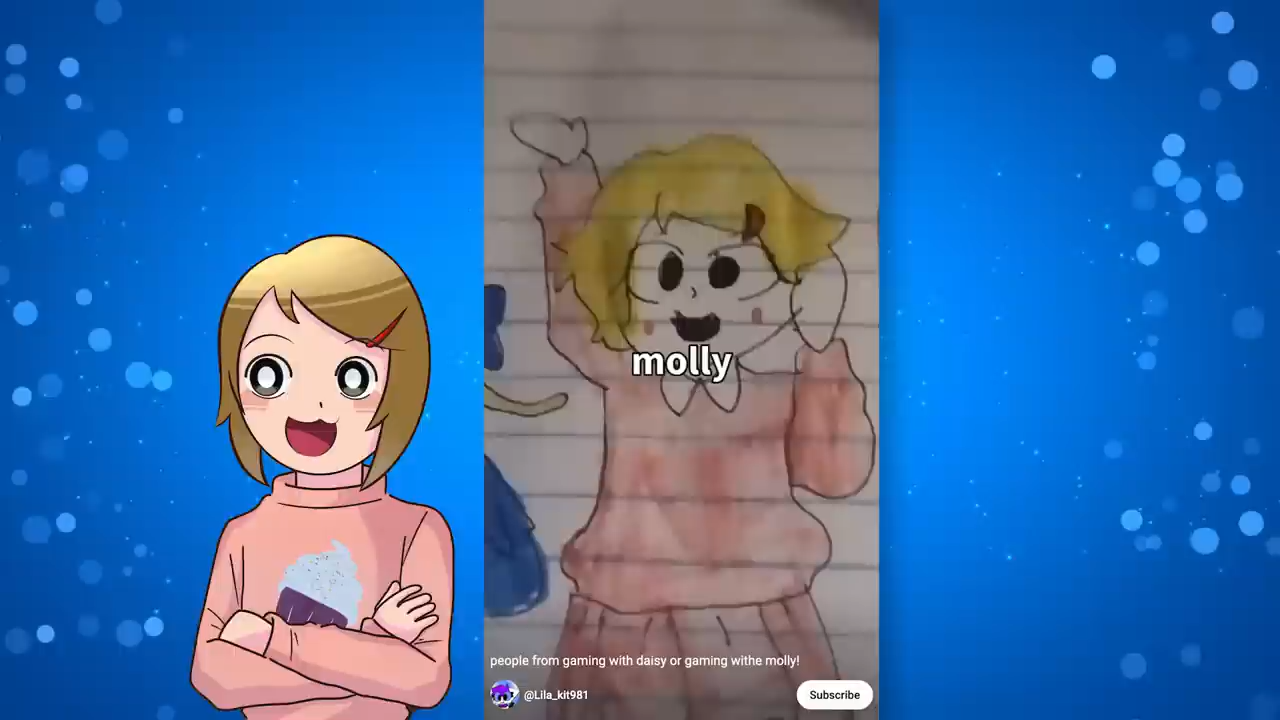 molly
people from gaming with daisy or gaming withe molly!
@Lila_kit981
Subscribe